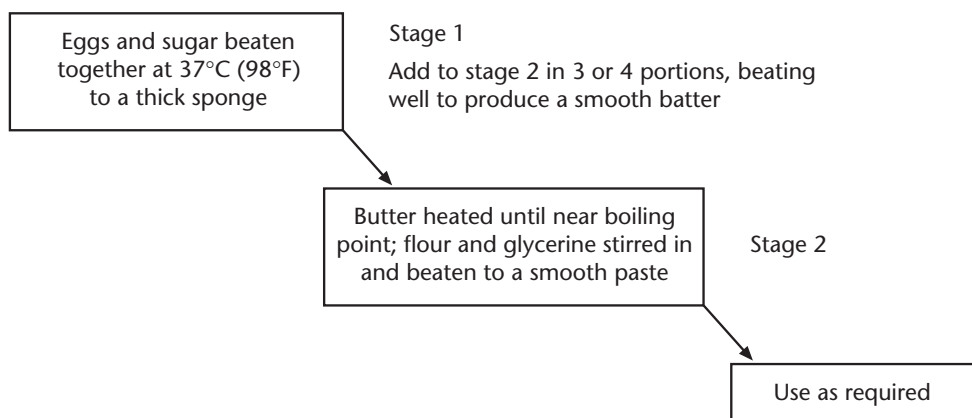 Eggs and sugar beaten
together at 37°C (98°F)
to a thick sponge
Stage 1
Add to stage 2 in 3 or 4 portions, beating
well to produce a smooth batter
Butter heated until near boiling
point; flour and glycerine stirred in
and beaten to a smooth paste
Stage 2
Use as required